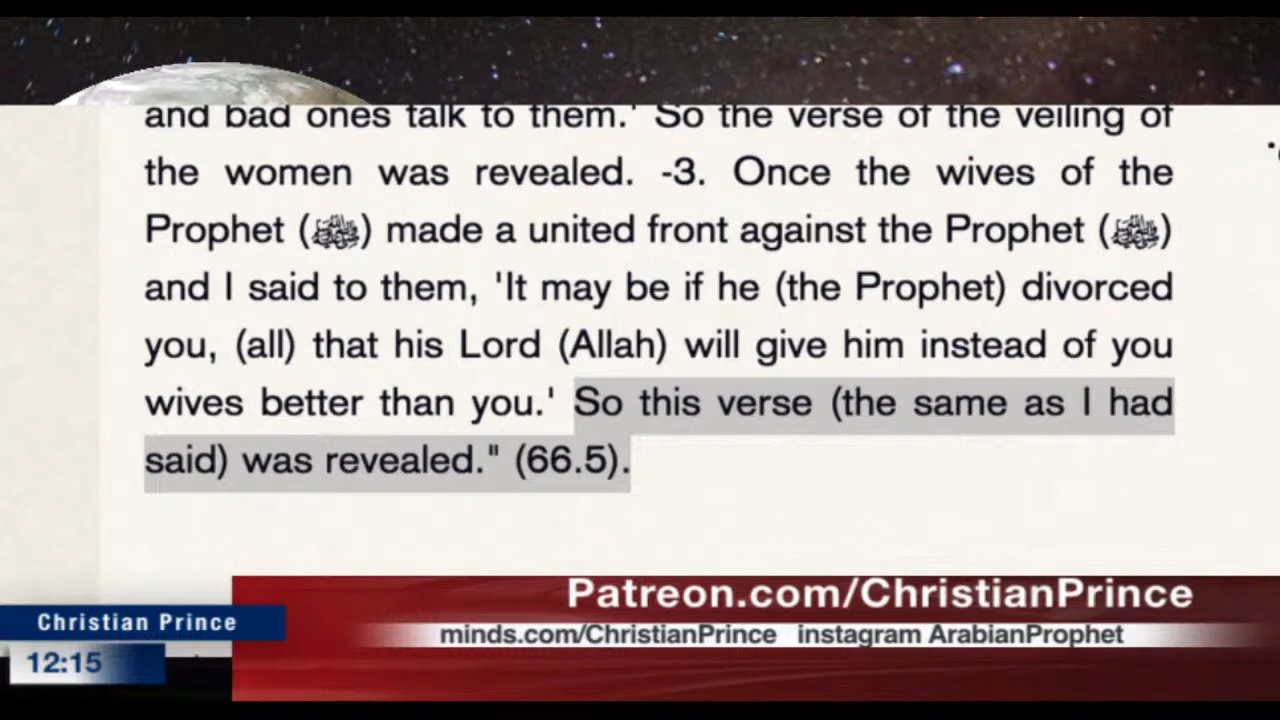 and bad ones talk to them.' So the verse of the veiling of
the women was revealed. -3. Once the wives of the
Prophet (ﷺ) made a united front against the Prophet (ﷺ)
and I said to them, 'It may be if he (the Prophet) divorced
you, (all) that his Lord (Allah) will give him instead of you
wives better than you.' So this verse (the same as I had
said) was revealed." (66.5).
Patreon.com/ChristianPrince
Christian Prince
minds.com/ChristianPrince instagram ArabianProphet
12:15